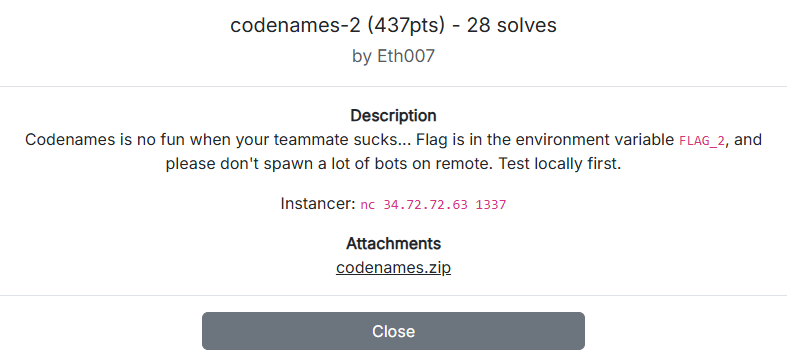 codenames-2 (437pts) - 28 solves
by Eth007
Description
Codenames is no fun when your teammate sucks... Flag is in the environment variable FLAG_2, and
please don't spawn a lot of bots on remote. Test locally first.
Instancer: nc 34.72.72.63 1337
Attachments
codenames.zip
Close